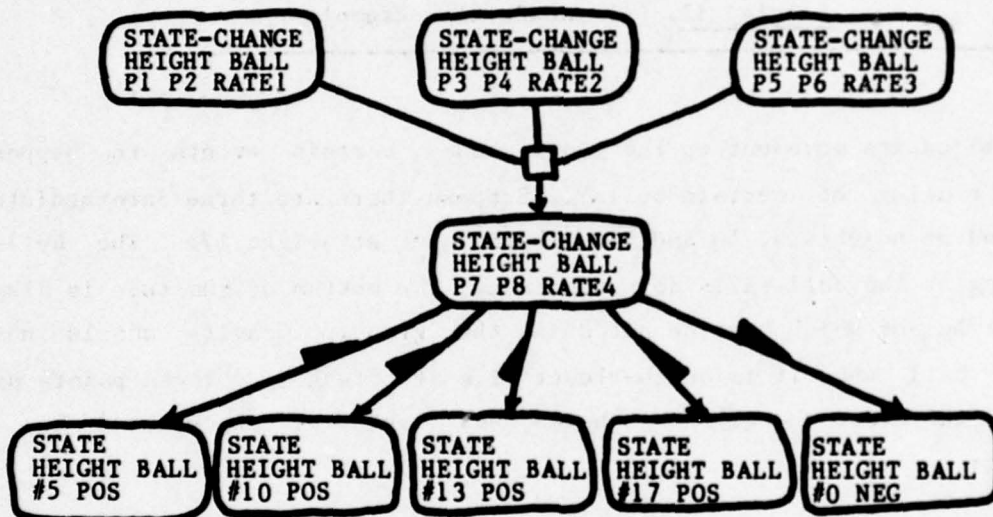 STATE-CHANGE
HEIGHT BALL
P1 P2 RATE1
STATE-CHANGE
HEIGHT BALL
P3 P4 RATE2
STATE-CHANGE
HEIGHT BALL
P5 P6 RATE3
STATE-CHANGE
HEIGHT BALL
P7 P8 RATE4
STATE
HEIGHT BALL
#5 POS
STATE
HEIGHT BALL
#10 POS
STATE
HEIGHT BALL
#13 POS
STATE
HEIGHT BALL
#17 POS
STATE
HEIGHT BALL
#0 NEG